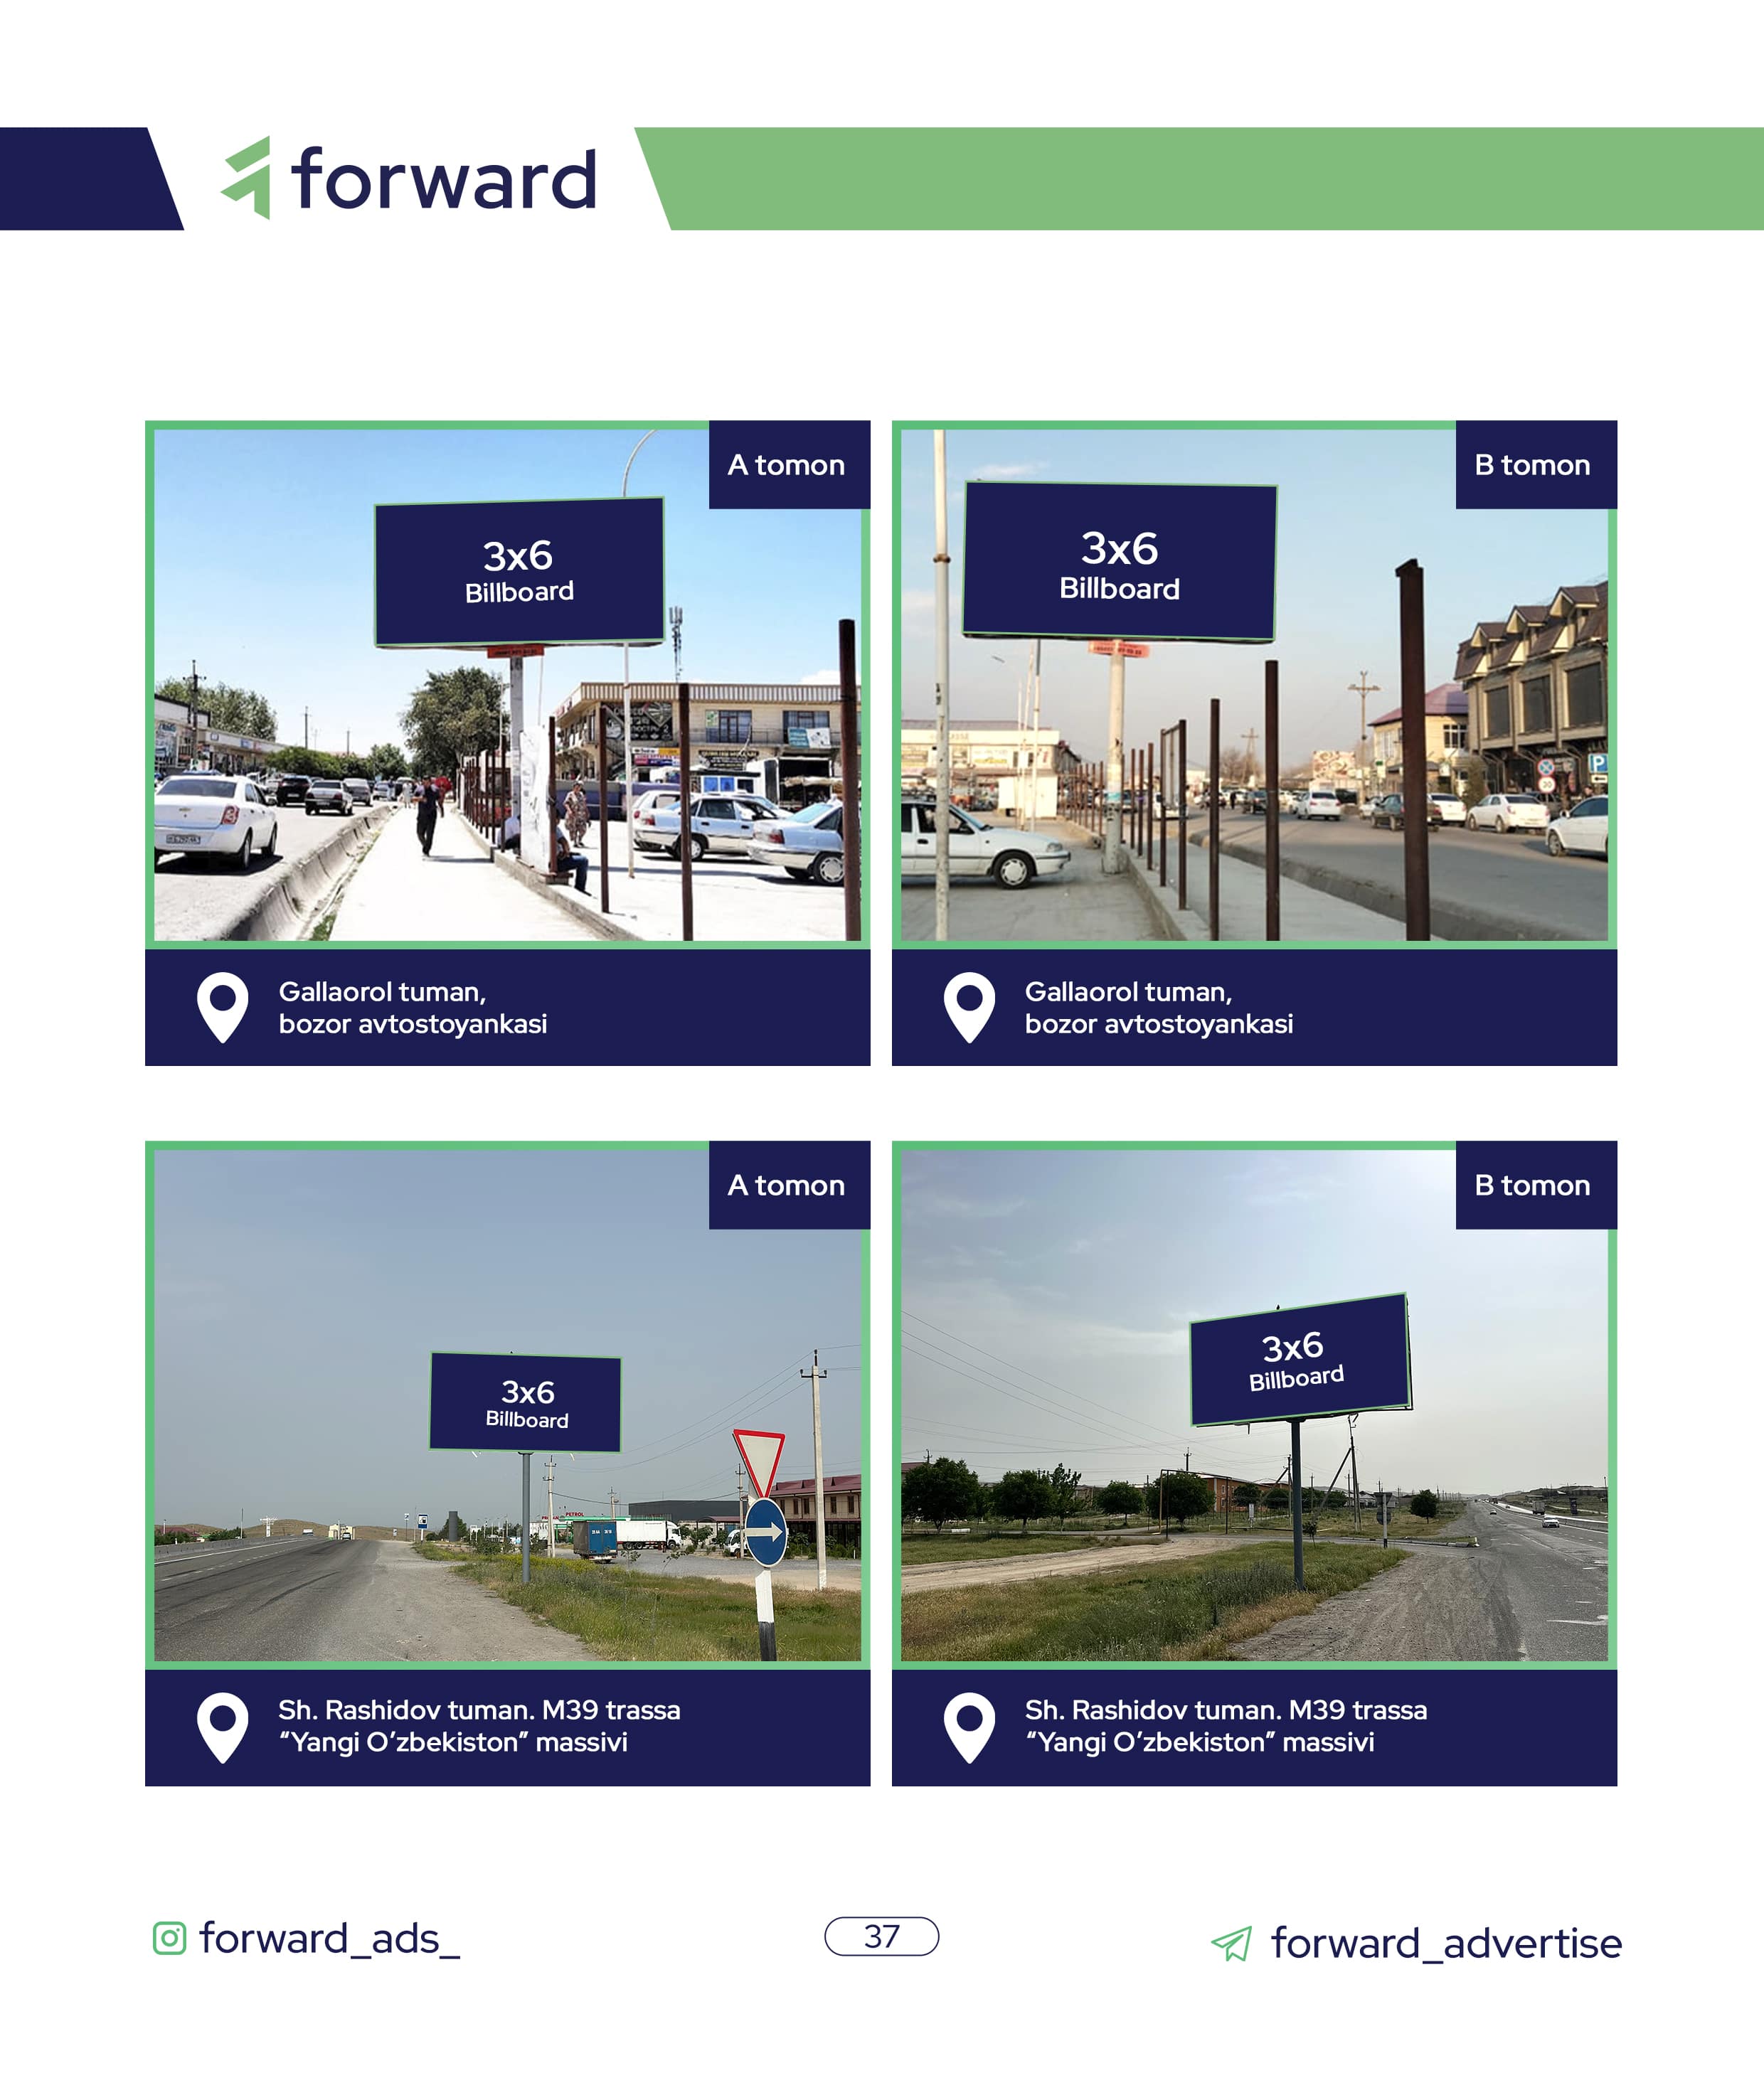 forward
A tomon
3x6
Billboard
Gallaorol tuman,
bozor avtostoyankasi
B tomon
3x6
Billboard
Gallaorol tuman,
bozor avtostoyankasi
A tomon
3x6
Billboard
PETROL
Sh. Rashidov tuman. M39 trassa
“Yangi O‘zbekiston” massivi
B tomon
3x6
Billboard
Sh. Rashidov tuman. M39 trassa
“Yangi O‘zbekiston” massivi
forward_ads_
37
forward_advertise